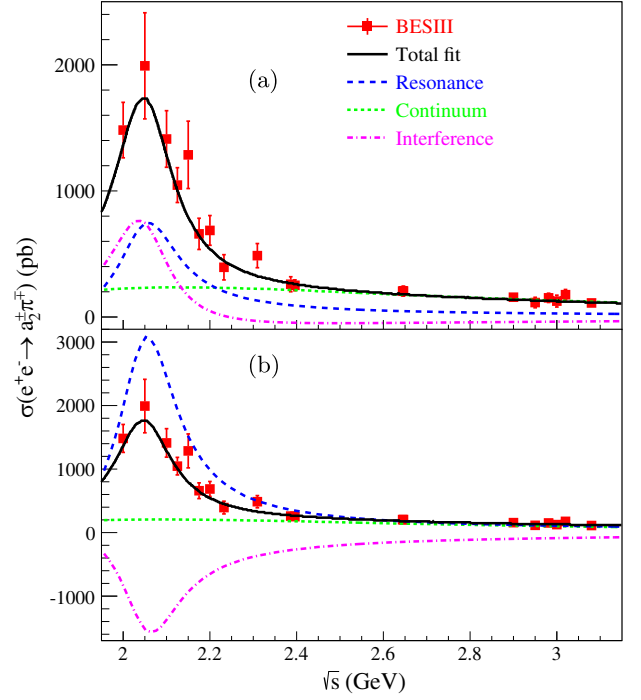 BESIII
Total fit
Resonance
Continuum
Interference
(a)
2000
1000
0
σ(e⁺e⁻→ a₂^±π^∓) (pb)
(b)
3000
2000
1000
0
-1000
2 2.2 2.4 2.6 2.8 3
√s (GeV)